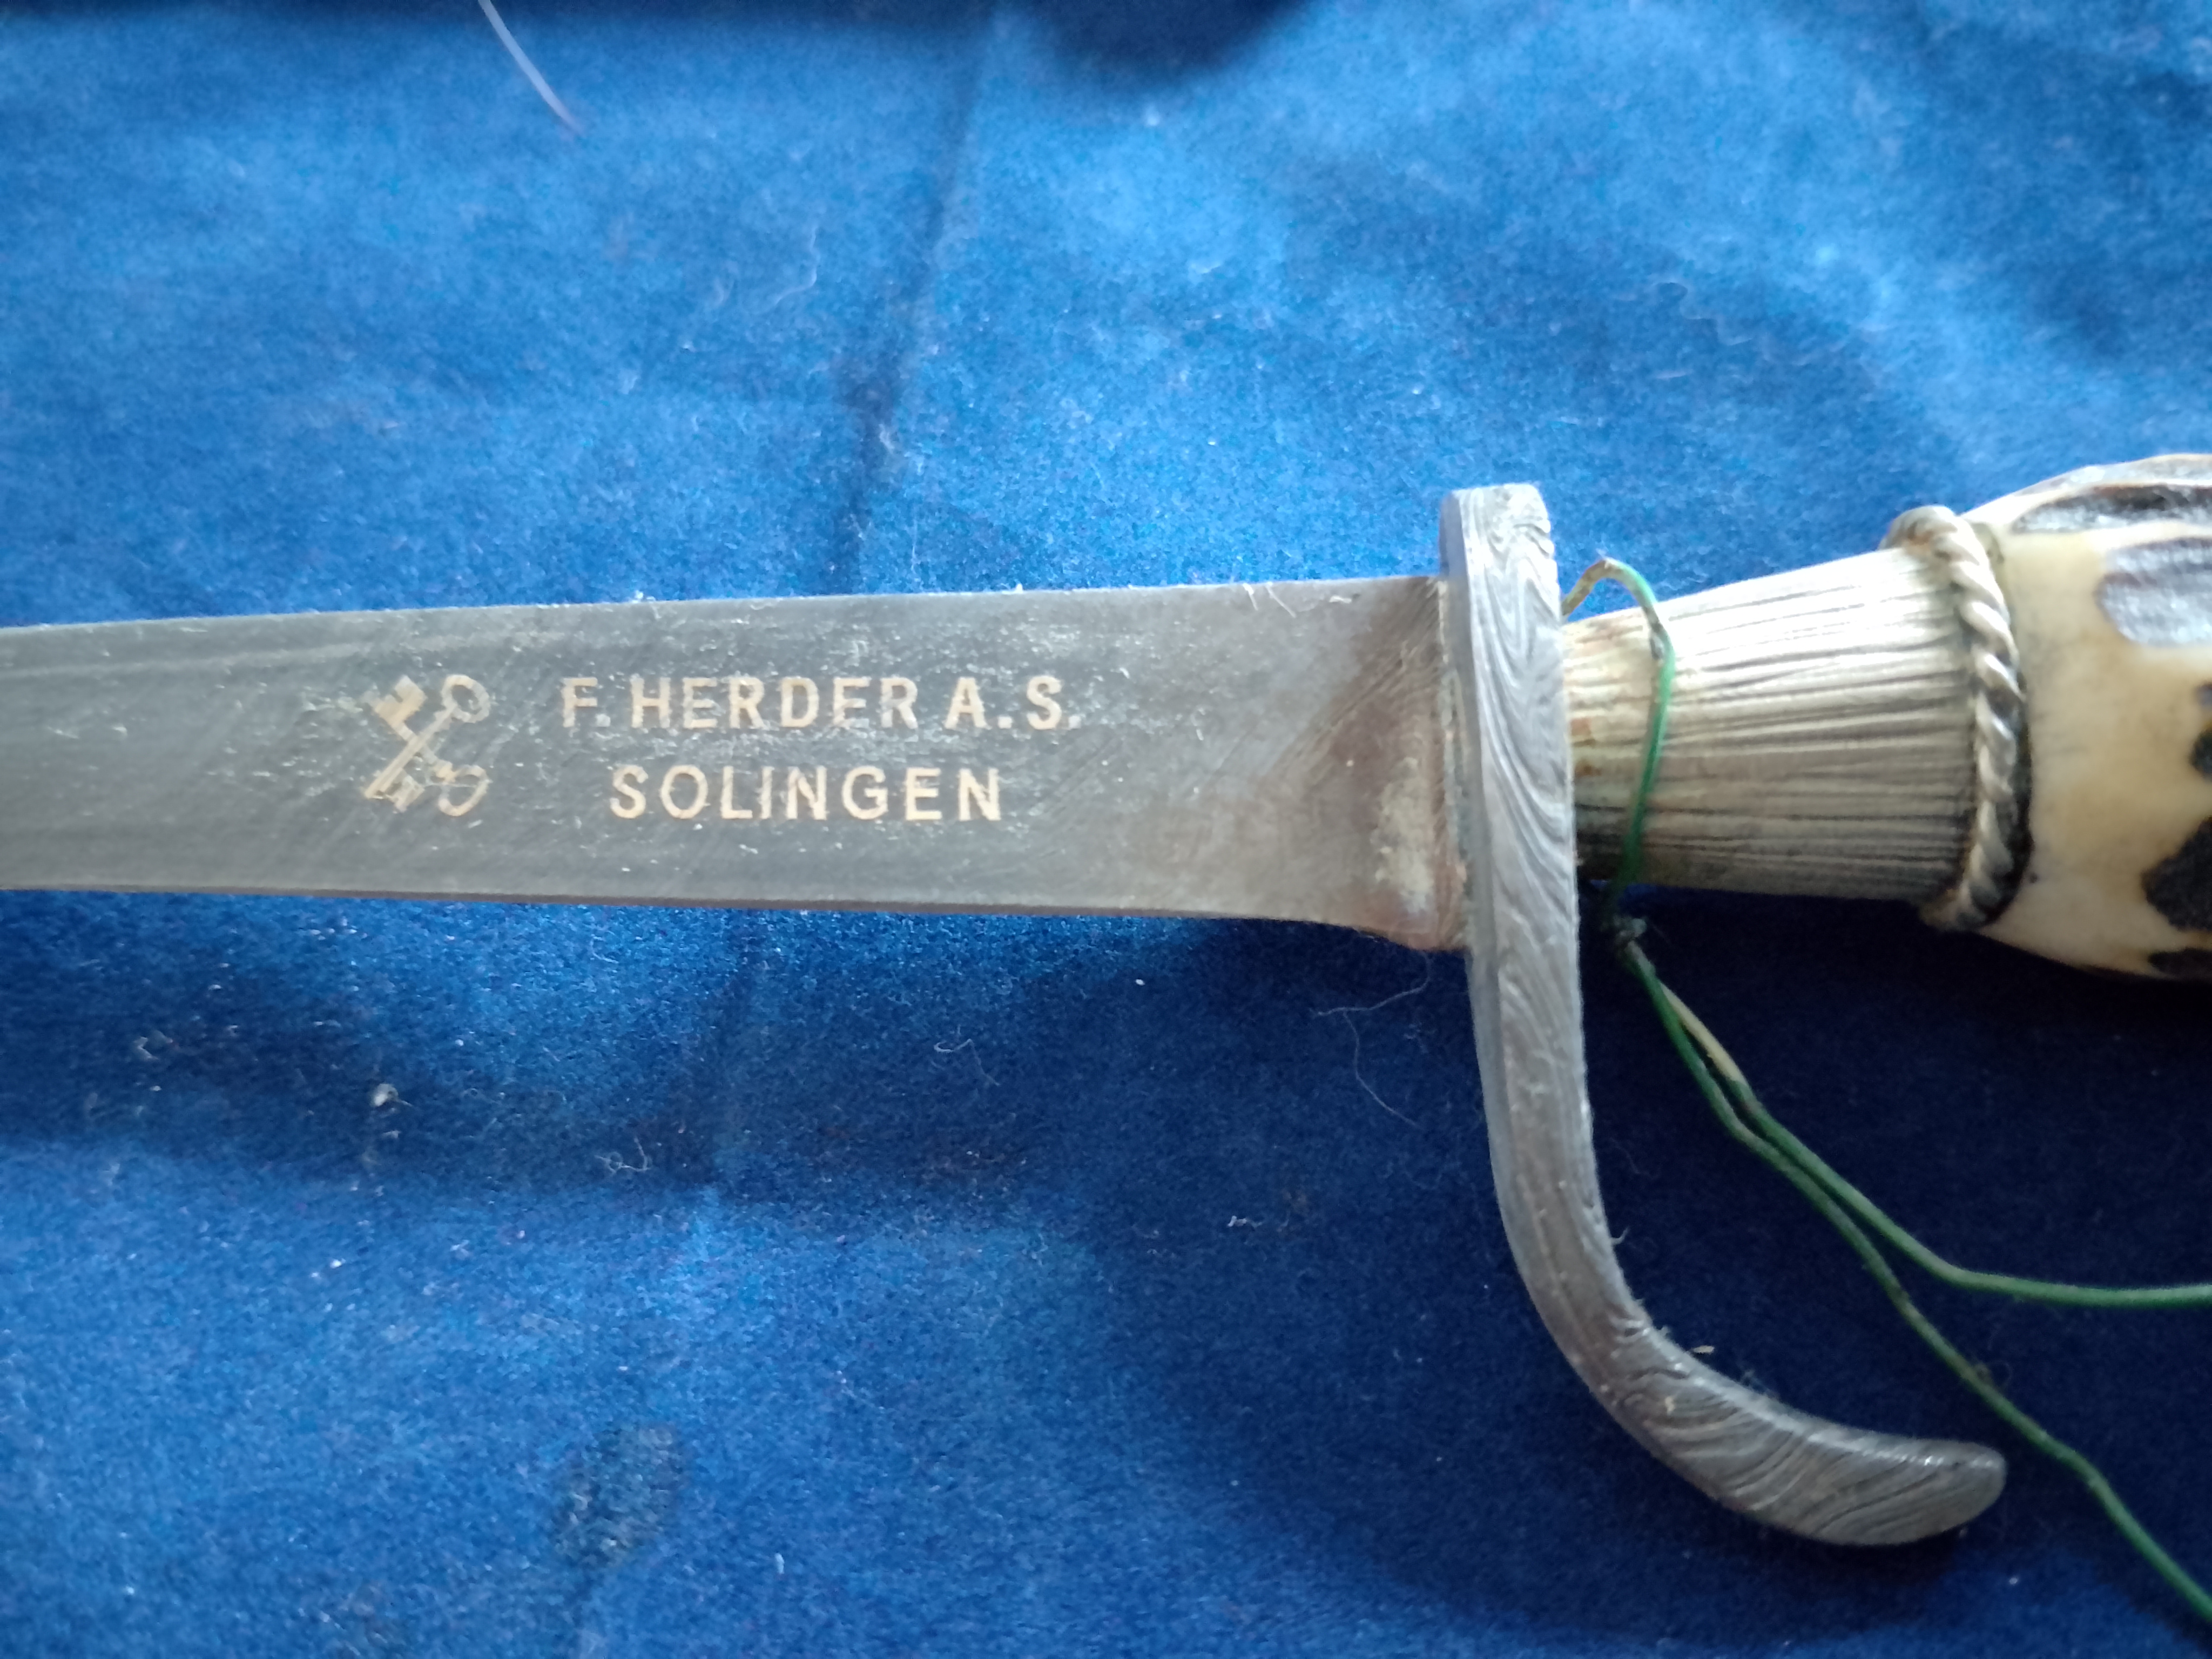 F. HERDER A. S.
SOLINGEN